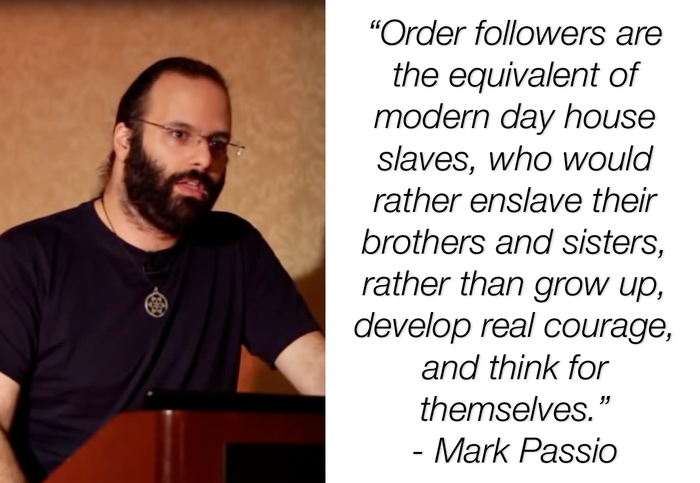 “Order followers are
the equivalent of
modern day house
slaves, who would
rather enslave their
brothers and sisters,
rather than grow up,
develop real courage,
and think for
themselves.”
- Mark Passio